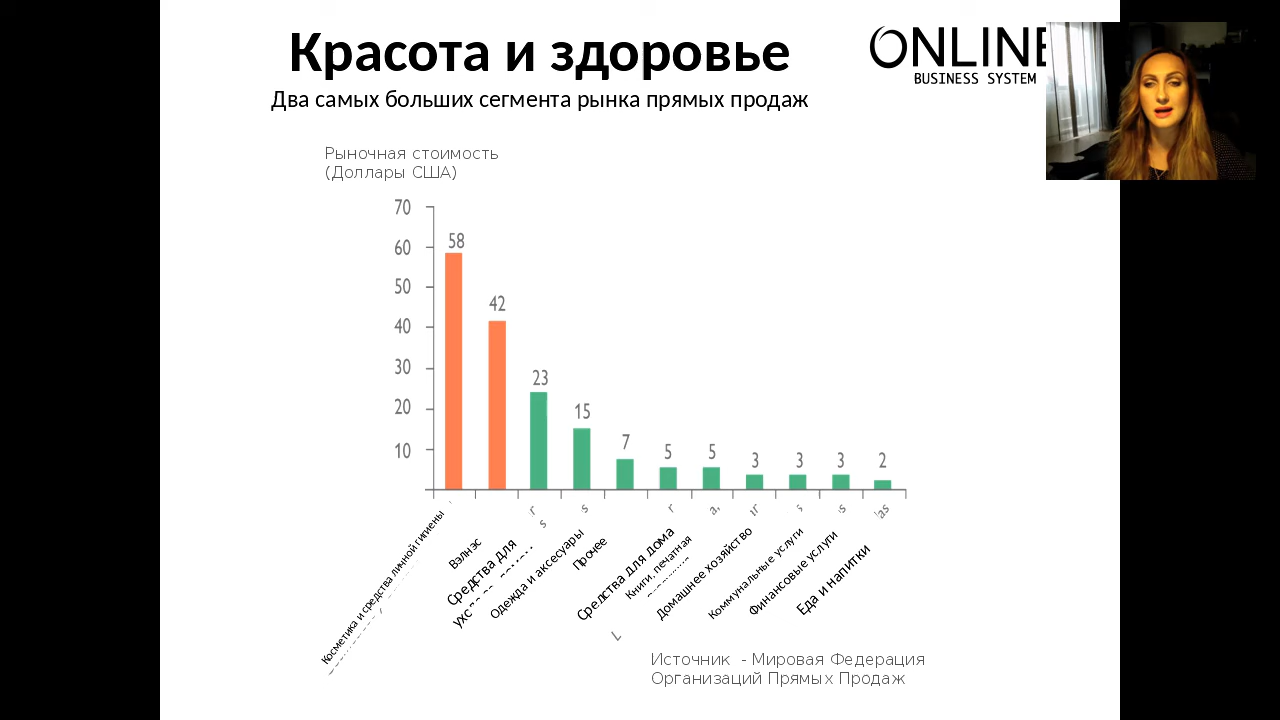 Красота и здоровье
Два самых больших сегмента рынка прямых продаж
ONLINE
BUSINESS SYSTEM
Рыночная стоимость
(Доллары США)
70
60
50
40
30
20
10
58
42
23
15
7
5
5
3
3
3
2
Косметика и средства личной гигиены
Вэлнэс
Средства для
Одежда и аксесуары
Прочее
Средства для дома
Книги, печатная
Домашнее хозяйство
Коммунальные услуги
Финансовые услуги
Еда и напитки
Источник - Мировая Федерация
Организаций Прямых Продаж